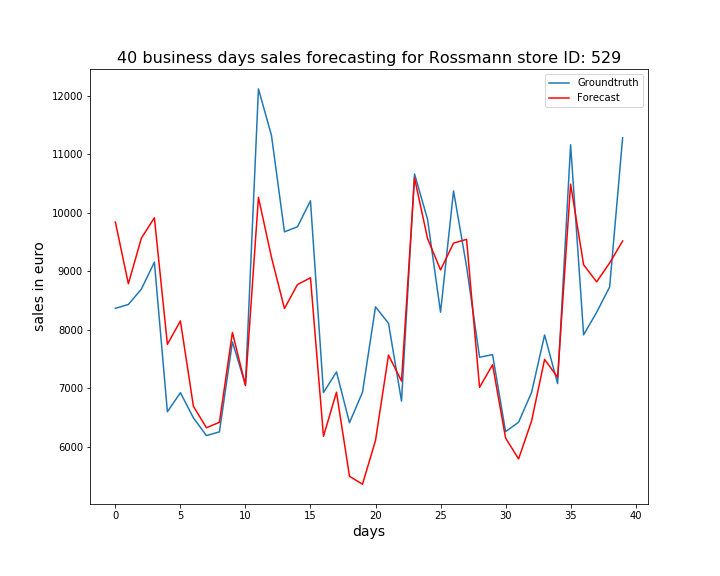 40 business days sales forecasting for Rossmann store ID: 529
Groundtruth
Forecast
12000
11000
10000
9000
8000
7000
6000
sales in euro
0 5 10 15 20 25 30 35 40
days